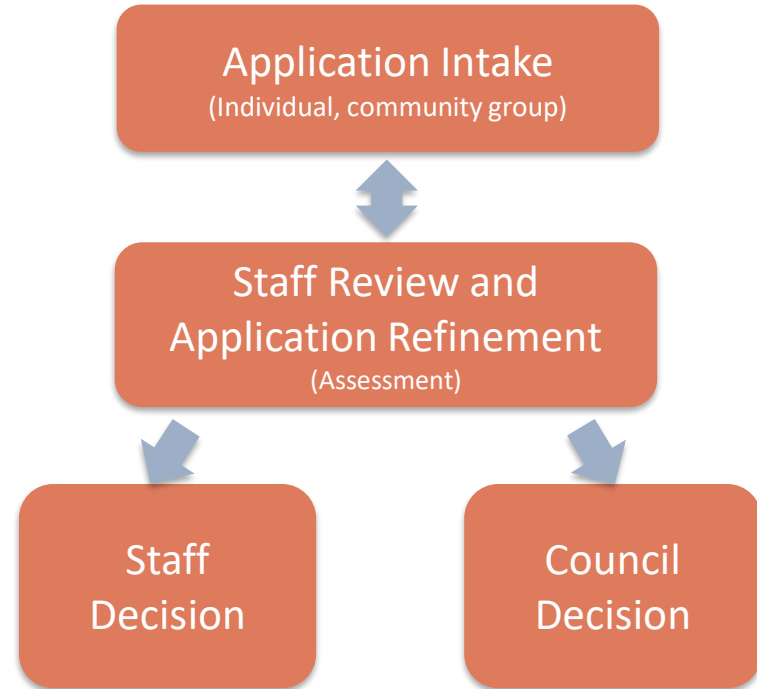 Application Intake
(Individual, community group)
Staff Review and
Application Refinement
(Assessment)
Staff
Decision
Council
Decision